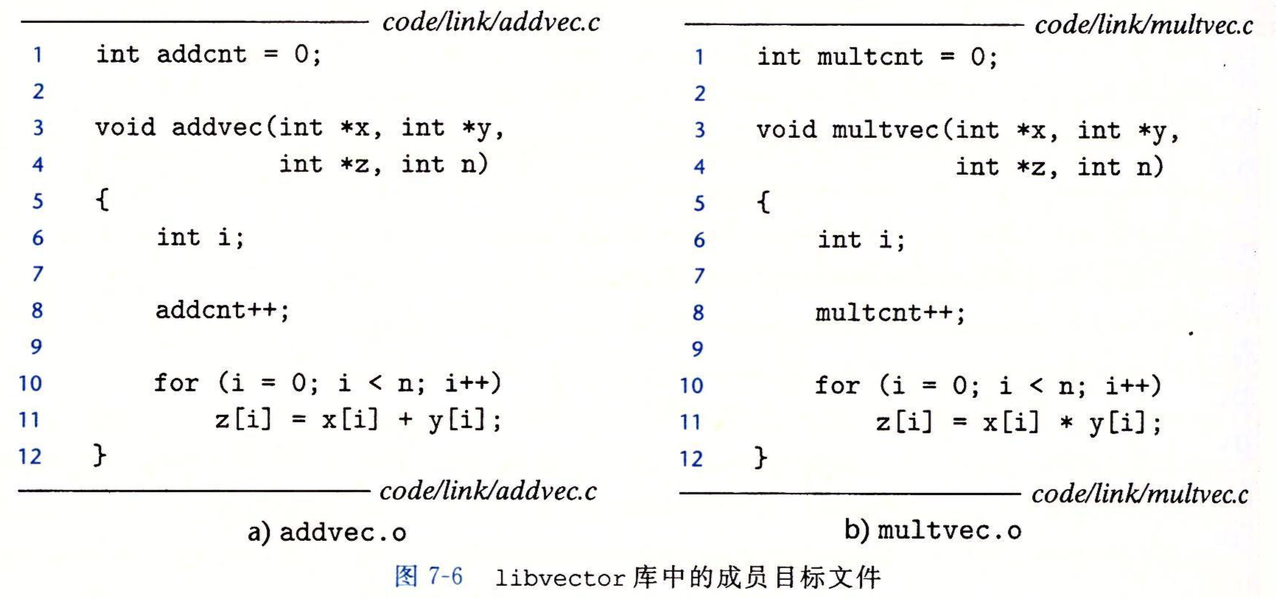 code/link/addvec.c
1 int addcnt = 0;
2
3 void addvec(int *x, int *y,
4 int *z, int n)
5 {
6 int i;
7
8 addcnt++;
9
10 for (i = 0; i < n; i++)
11 z[i] = x[i] + y[i];
12 }
code/link/addvec.c
a) addvec.o
code/link/multvec.c
1 int multcnt = 0;
2
3 void multvec(int *x, int *y,
4 int *z, int n)
5 {
6 int i;
7
8 multcnt++;
9
10 for (i = 0; i < n; i++)
11 z[i] = x[i] * y[i];
12 }
code/link/multvec.c
b) multvec.o
图 7-6 libvector 库中的成员目标文件